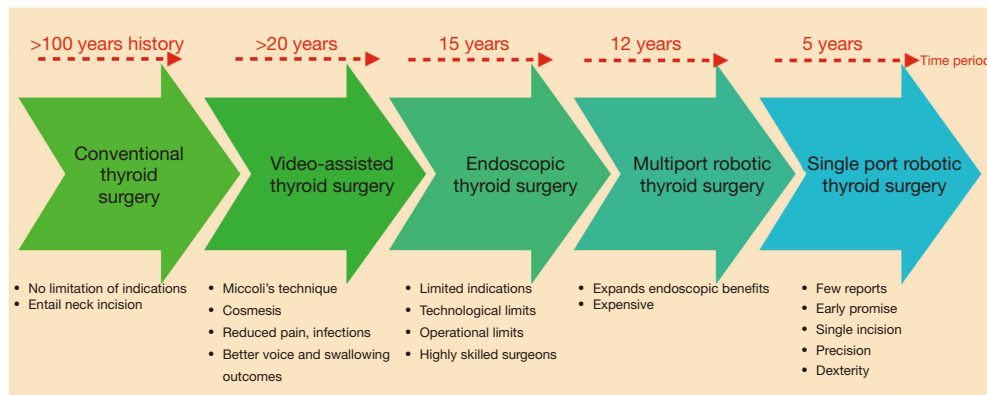 >100 years history
>20 years
15 years
12 years
5 years
Time period
Conventional
thyroid
surgery
Video-assisted
thyroid surgery
Endoscopic
thyroid surgery
Multiport robotic
thyroid surgery
Single port robotic
thyroid surgery
• No limitation of indications
• Entail neck incision
• Miccoli's technique
• Cosmesis
• Reduced pain, infections
• Better voice and swallowing
outcomes
• Limited indications
• Technological limits
• Operational limits
• Highly skilled surgeons
• Expands endoscopic benefits
• Expensive
• Few reports
• Early promise
• Single incision
• Precision
• Dexterity